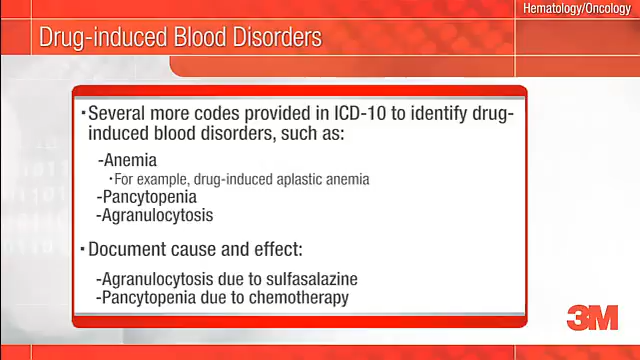 Hematology/Oncology
Drug-induced Blood Disorders
▪Several more codes provided in ICD-10 to identify drug-
induced blood disorders, such as:
-Anemia
▪For example, drug-induced aplastic anemia
-Pancytopenia
-Agranulocytosis
▪Document cause and effect:
-Agranulocytosis due to sulfasalazine
-Pancytopenia due to chemotherapy
3M